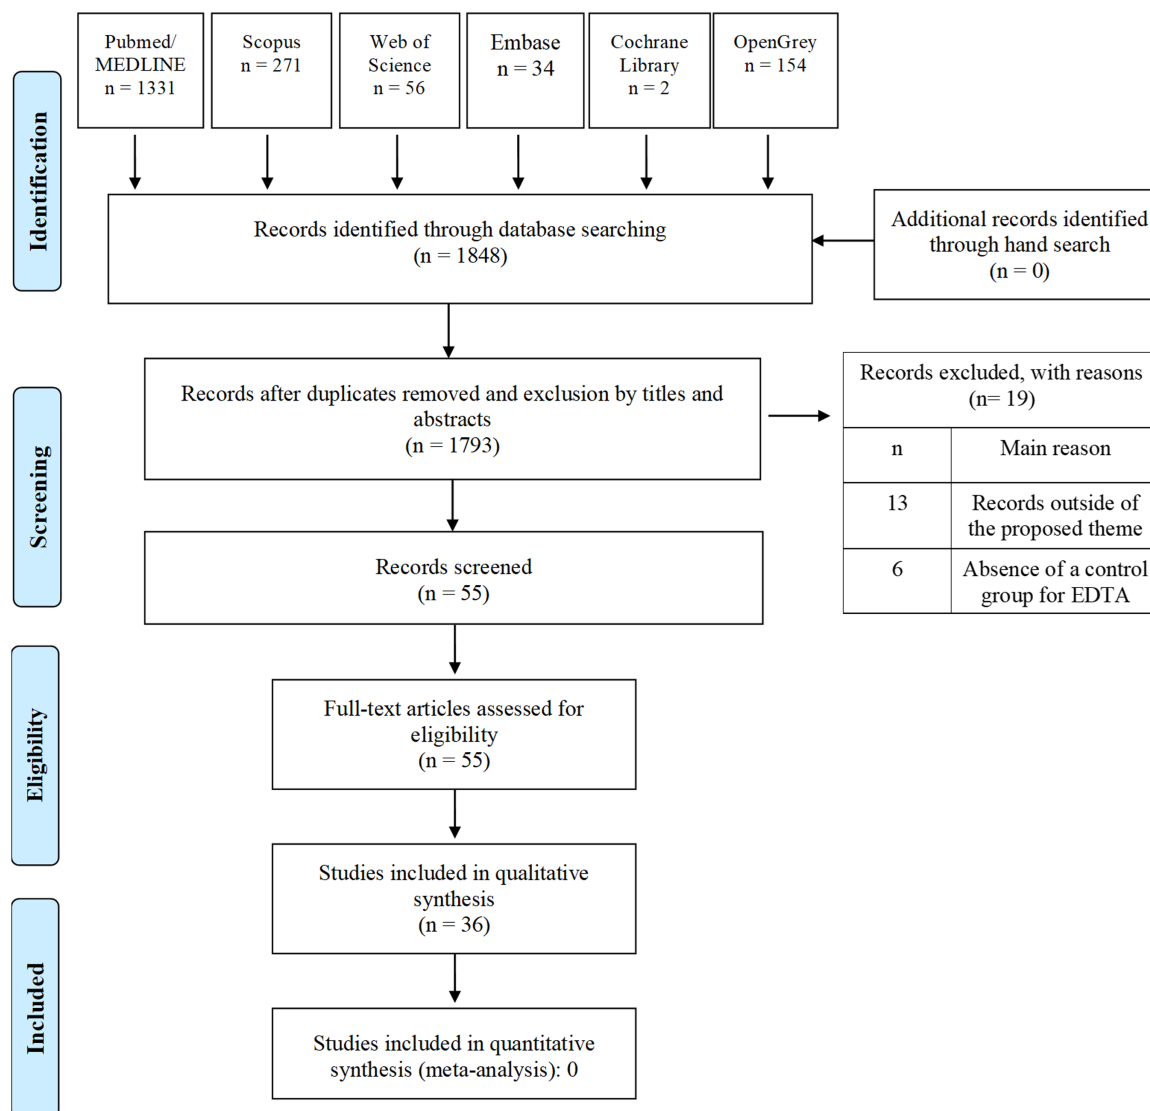 Pubmed/
MEDLINE
n = 1331
Scopus
n = 271
Web of
Science
n = 56
Embase
n = 34
Cochrane
Library
n = 2
OpenGrey
n = 154
Identification
Records identified through database searching
(n = 1848)
Additional records identified
through hand search
(n = 0)
Screening
Records after duplicates removed and exclusion by titles and
abstracts
(n = 1793)
Records excluded, with reasons
(n= 19)
n
Main reason
13
Records outside of
the proposed theme
6
Absence of a control
group for EDTA
Records screened
(n = 55)
Eligibility
Full-text articles assessed for
eligibility
(n = 55)
Studies included in qualitative
synthesis
(n = 36)
Included
Studies included in quantitative
synthesis (meta-analysis): 0